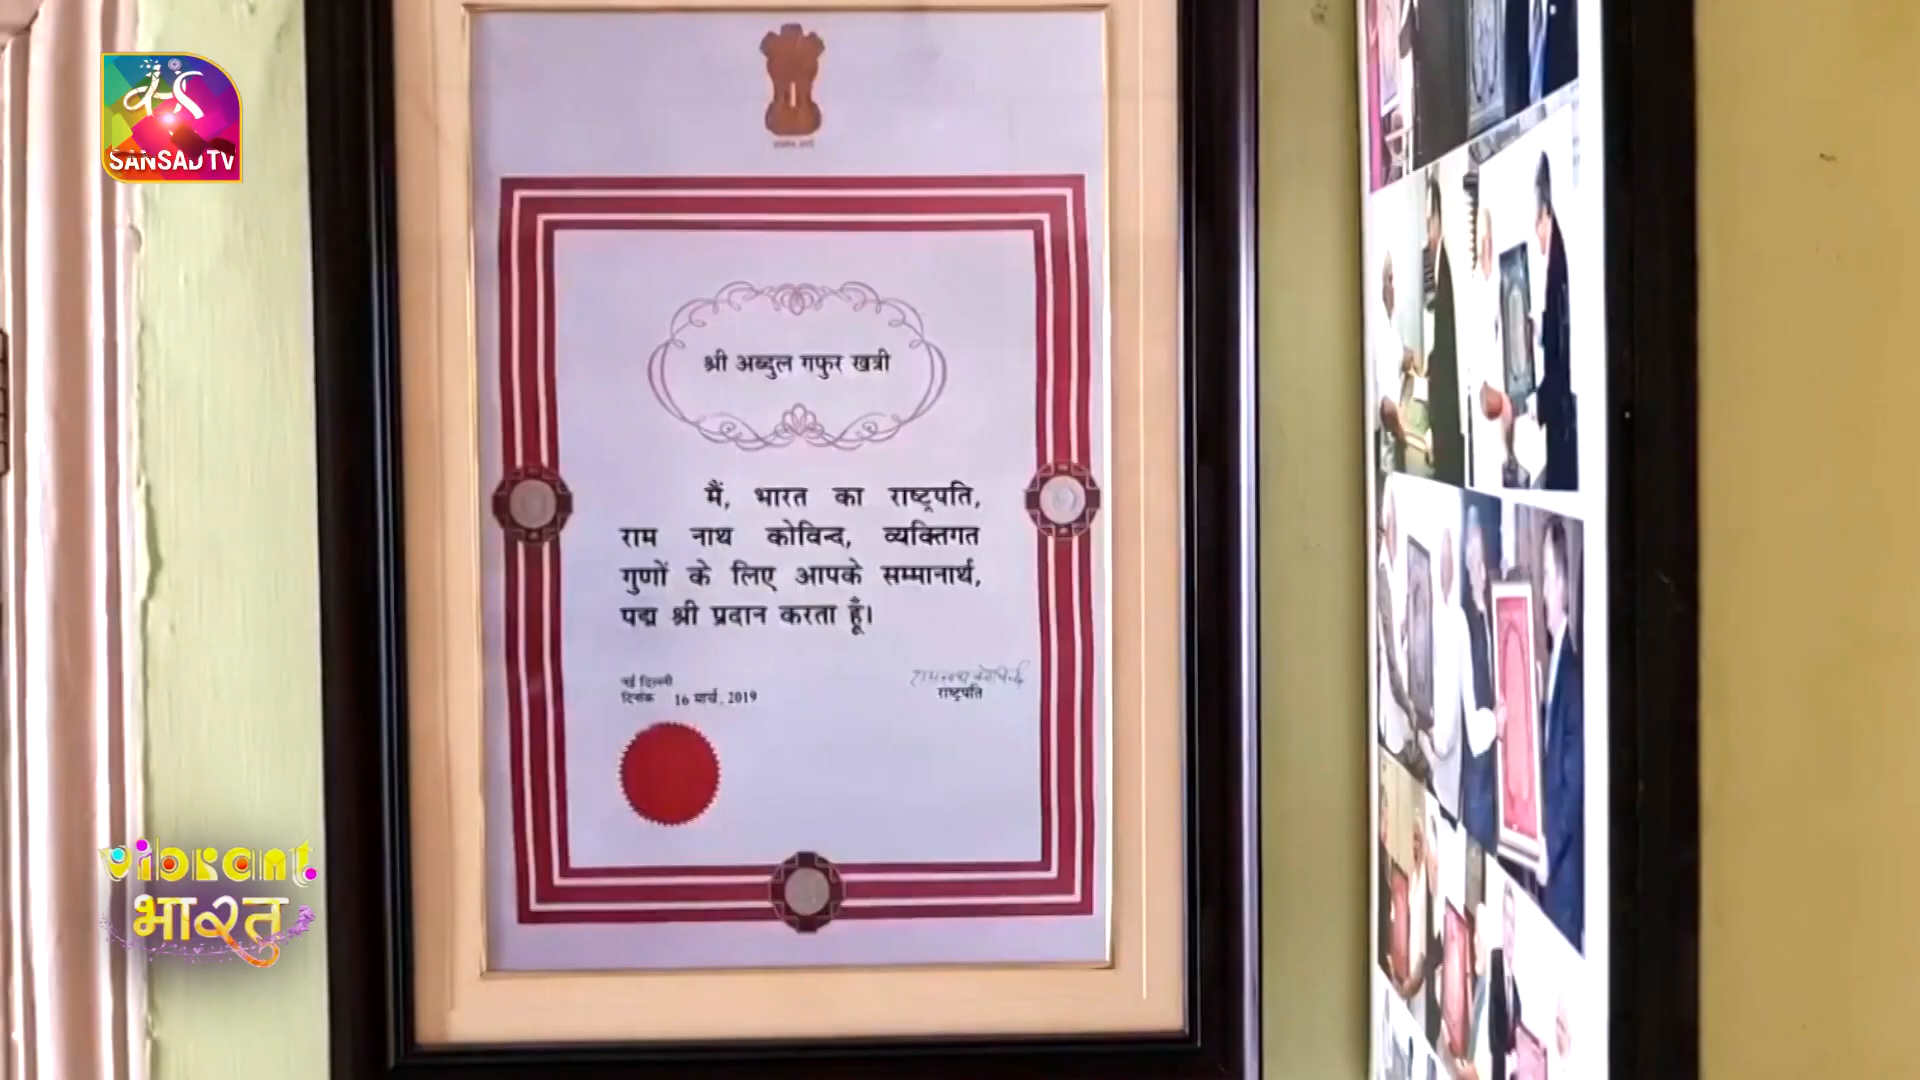 SANSAD TV
श्री अब्दुल गफुर खत्री
मैं, भारत का राष्ट्रपति,
राम नाथ कोविन्द, व्यक्तिगत
गुणों के लिए आपके सम्मानार्थ,
पद्म श्री प्रदान करता हूँ।
नई दिल्ली
दिनांक 16 मार्च, 2019
राष्ट्रपति
vibrant
भारत